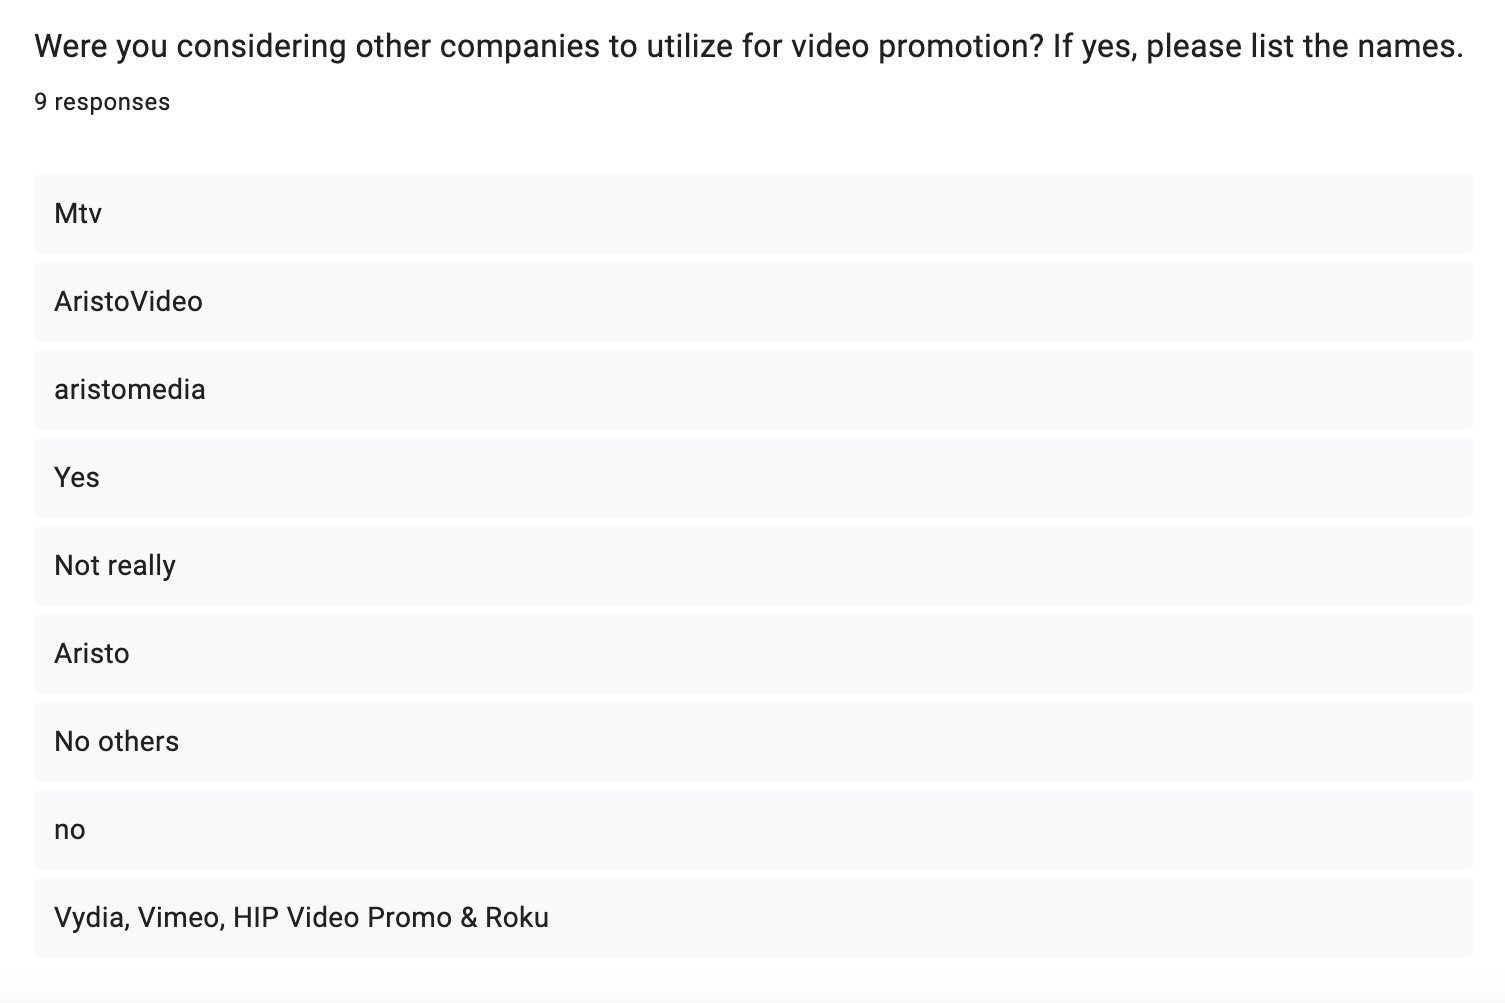 Were you considering other companies to utilize for video promotion? If yes, please list the names.
9 responses
Mtv
AristoVideo
aristomedia
Yes
Not really
Aristo
No others
no
Vydia, Vimeo, HIP Video Promo & Roku